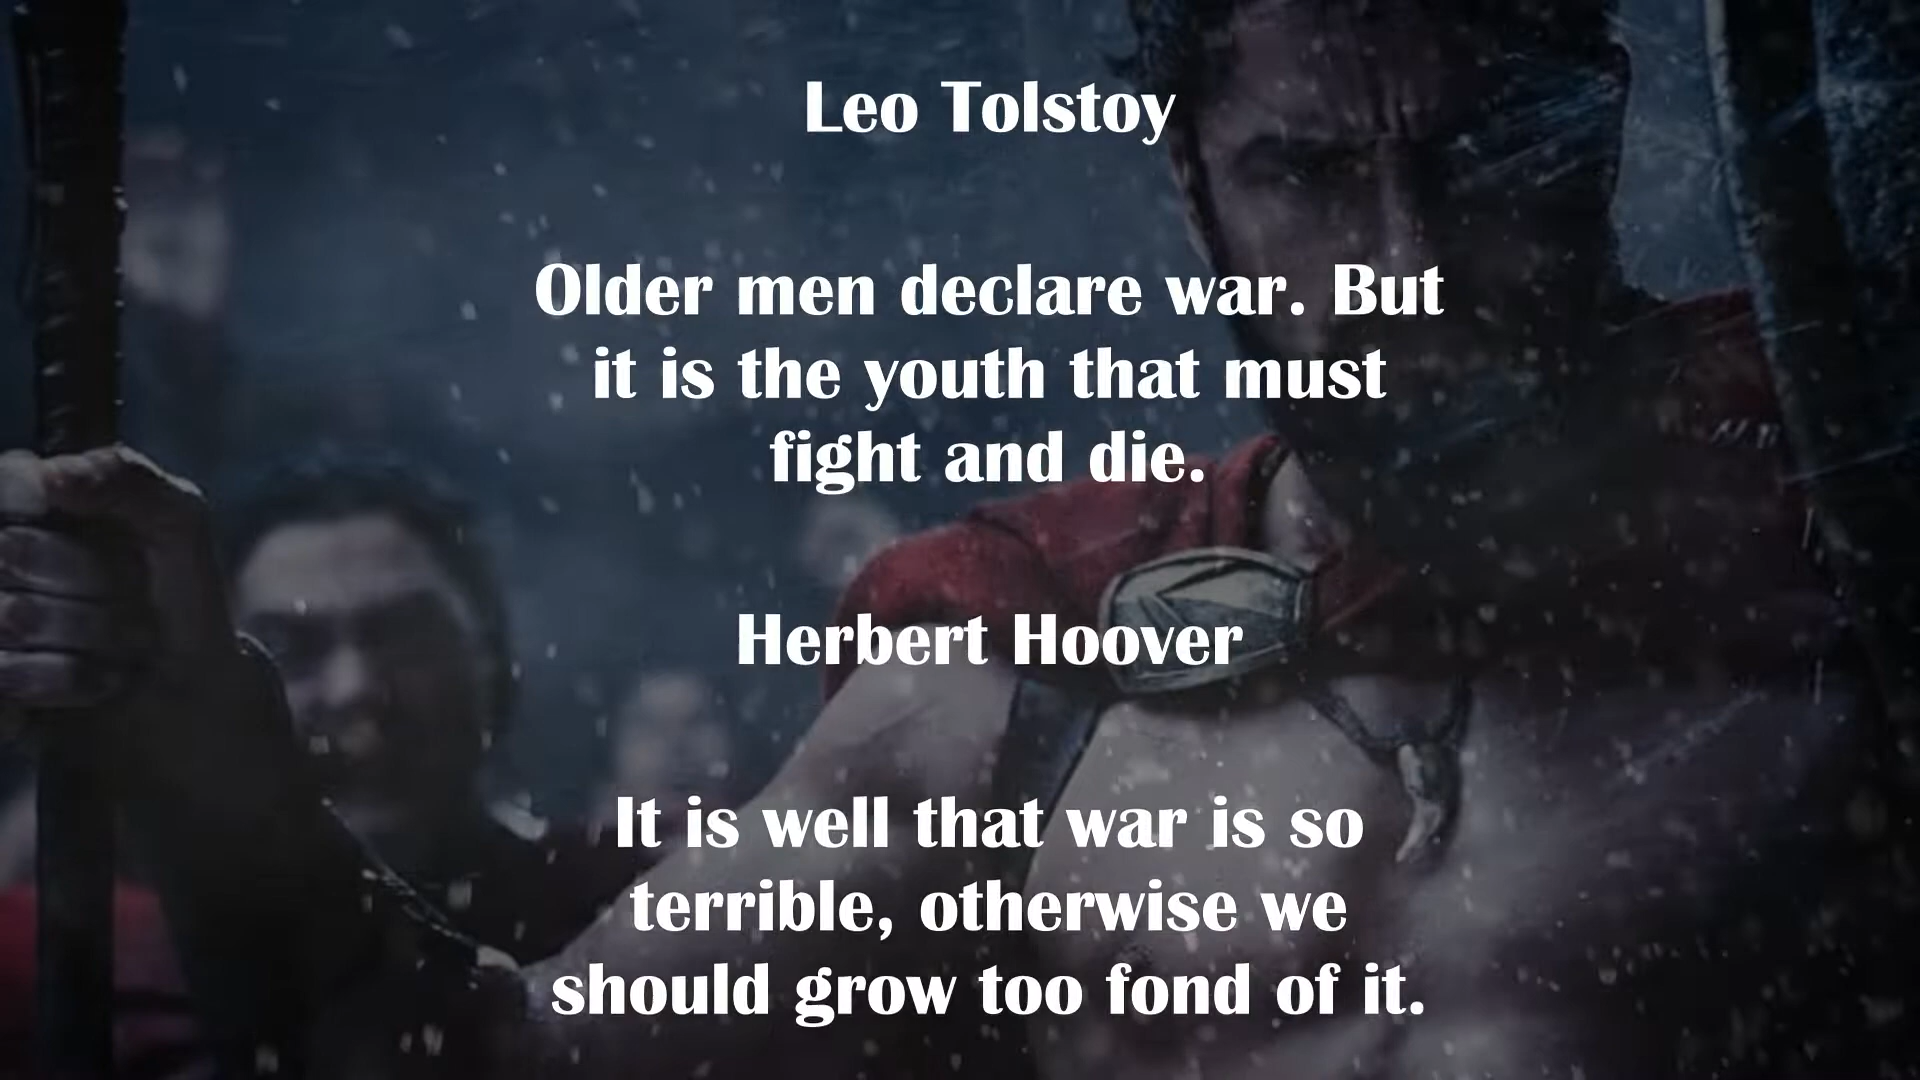 Leo Tolstoy
Older men declare war. But
it is the youth that must
fight and die.
Herbert Hoover
It is well that war is so
terrible, otherwise we
should grow too fond of it.